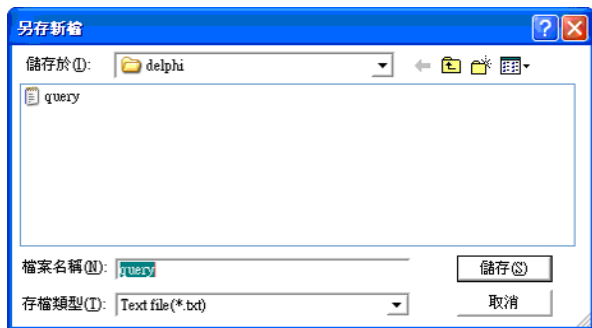 另存新檔
儲存於(I): delphi
query
檔案名稱(N): query 儲存(S)
存檔類型(T): Text file(*.txt) 取消